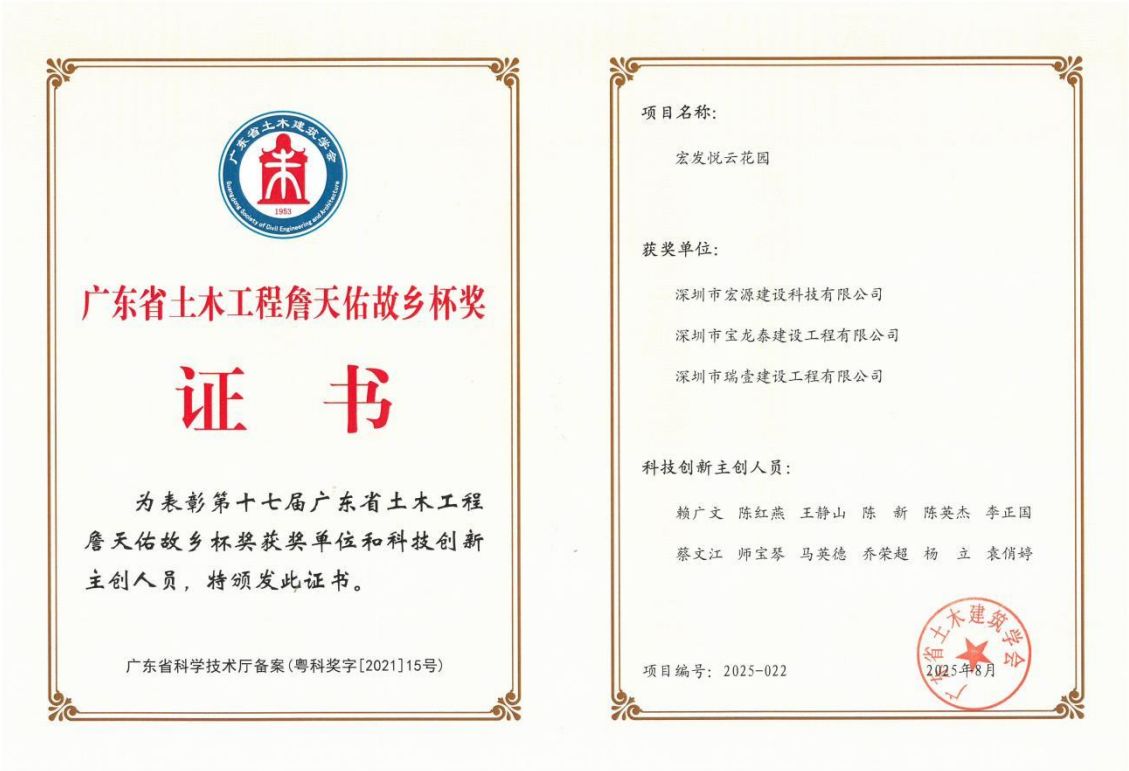 广东省土木建筑学会
1953
Guangdong Society of Civil Engineering and Architecture
广东省土木工程詹天佑故乡杯奖
证 书
为表彰第十七届广东省土木工程
詹天佑故乡杯奖获奖单位和科技创新
主创人员，特颁发此证书。
广东省科学技术厅备案(粤科奖字[2021]15号)
项目名称：
宏发悦云花园
获奖单位：
深圳市宏源建设科技有限公司
深圳市宝龙泰建设工程有限公司
深圳市瑞壹建设工程有限公司
科技创新主创人员：
赖广文 陈红燕 王静山 陈 新 陈英杰 李正国
蔡文江 师宝琴 马英德 乔荣超 杨 立 袁俏婷
广东省土木建筑学会
项目编号：2025-022
2025年8月